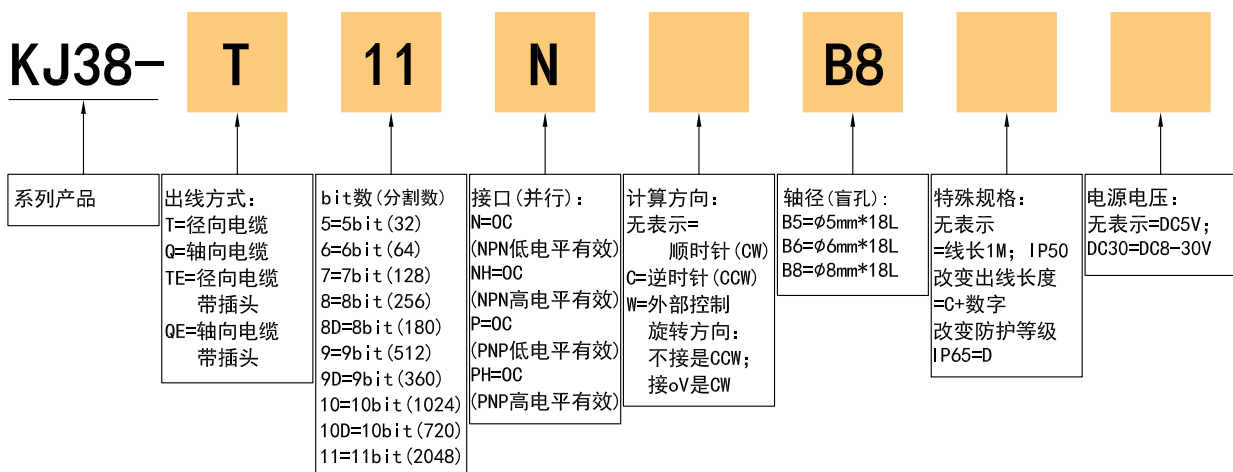 KJ38-
T
11
N
B8
系列产品
出线方式:
T=径向电缆
Q=轴向电缆
TE=径向电缆
带插头
QE=轴向电缆
带插头
bit数(分割数)
5=5bit(32)
6=6bit(64)
7=7bit(128)
8=8bit(256)
8D=8bit(180)
9=9bit(512)
9D=9bit(360)
10=10bit(1024)
10D=10bit(720)
11=11bit(2048)
接口(并行):
N=OC
(NPN低电平有效)
NH=OC
(NPN高电平有效)
P=OC
(PNP低电平有效)
PH=OC
(PNP高电平有效)
计算方向:
无表示=
顺时针(CW)
C=逆时针(CCW)
W=外部控制
旋转方向:
不接是CCW;
接oV是CW
轴径(盲孔):
B5=φ5mm*18L
B6=φ6mm*18L
B8=φ8mm*18L
特殊规格:
无表示
=线长1M; IP50
改变出线长度
=C+数字
改变防护等级
IP65=D
电源电压:
无表示=DC5V;
DC30=DC8-30V